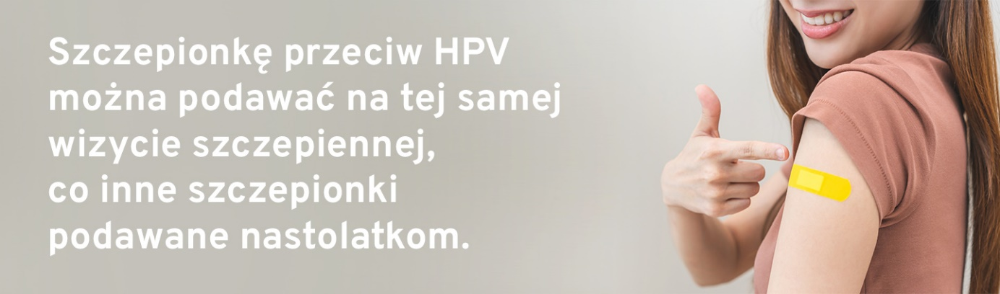 Szczepionkę przeciw HPV
można podawać na tej samej
wizycie szczepiennej,
co inne szczepionki
podawane nastolatkom.